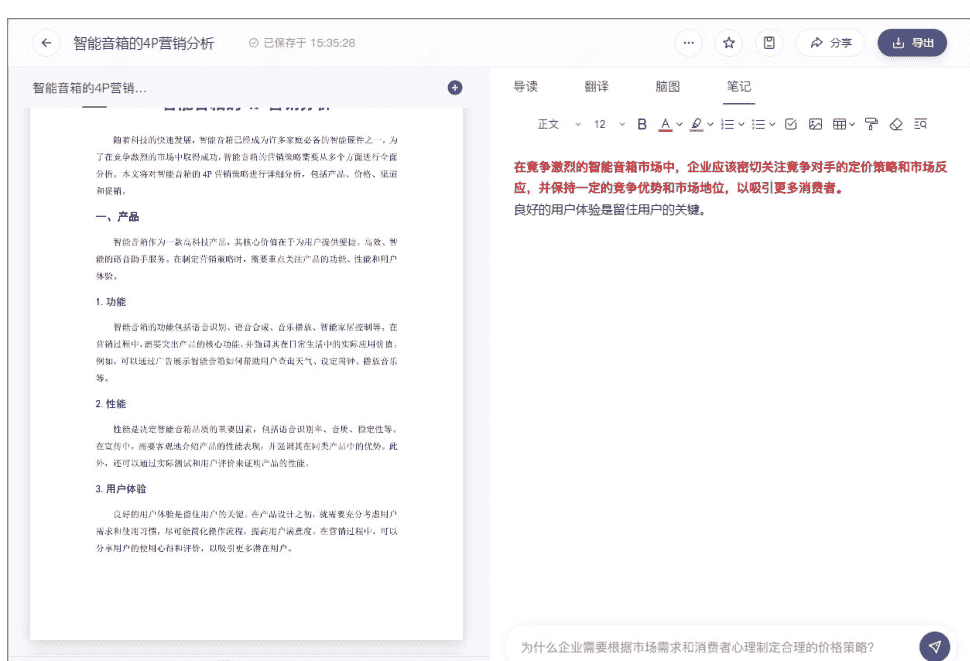 智能音箱的4P营销分析
已保存于 15:35:28
分享
导出
智能音箱的4P营销...
智能音箱的 4P 营销分析
随着科技的快速发展，智能音箱已经成为许多家庭必备的智能硬件之一。为
了在竞争激烈的市场中取得成功，智能音箱的营销策略需要从多个方面进行全面
分析。本文将对智能音箱的 4P 营销策略进行详细分析，包括产品、价格、渠道
和促销。
一、产品
智能音箱作为一款高科技产品，其核心价值在于为用户提供便捷、高效、智
能的语音助手服务。在制定营销策略时，需要重点关注产品的功能、性能和用户
体验。
1. 功能
智能音箱的功能包括语音识别、语音合成、音乐播放、智能家居控制等。在
营销过程中，需要突出产品的核心功能，并强调其在日常生活中的实际应用价值。
例如，可以通过广告展示智能音箱如何帮助用户查询天气、设定闹钟、播放音乐
等。
2. 性能
性能是决定智能音箱品质的重要因素，包括语音识别率、音质、稳定性等。
在宣传中，需要客观地介绍产品的性能表现，并强调其在同类产品中的优势。此
外，还可以通过实际测试和用户评价来证明产品的性能。
3. 用户体验
良好的用户体验是留住用户的关键。在产品设计之初，就需要充分考虑用户
需求和使用习惯，尽可能简化操作流程，提高用户满意度。在营销过程中，可以
分享用户的使用心得和评价，以吸引更多潜在用户。
导读 翻译 脑图 笔记
正文 12 B A
在竞争激烈的智能音箱市场中，企业应该密切关注竞争对手的定价策略和市场反
应，并保持一定的竞争优势和市场地位，以吸引更多消费者。
良好的用户体验是留住用户的关键。
为什么企业需要根据市场需求和消费者心理制定合理的价格策略？